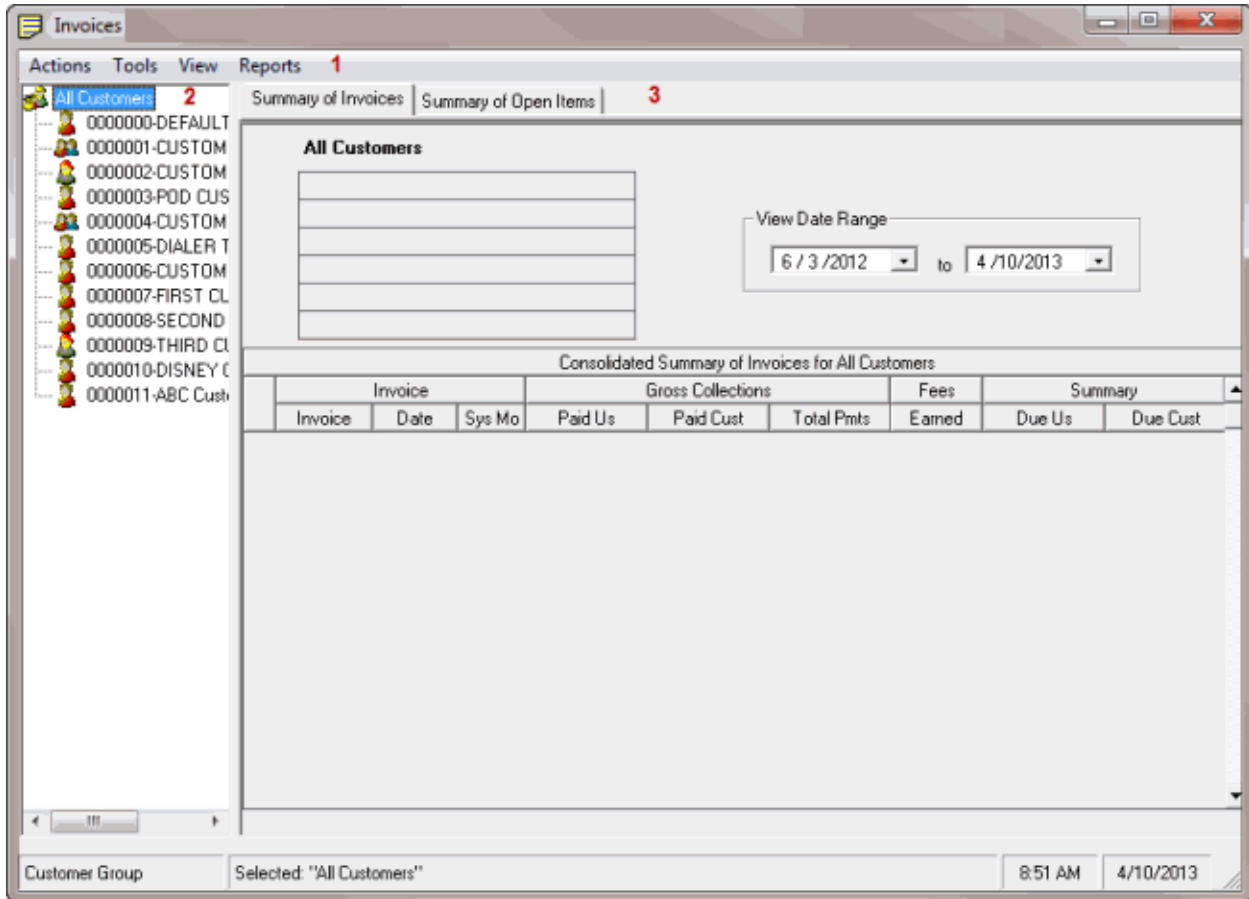 Invoices
Actions Tools View Reports 1
All Customers 2
0000000-DEFAULT
0000001-CUSTOM
0000002-CUSTOM
0000003-POD CUS
0000004-CUSTOM
0000005-DIALER T
0000006-CUSTOM
0000007-FIRST CL
0000008-SECOND
0000009-THIRD CL
0000010-DISNEY C
0000011-ABC Cust
Summary of Invoices Summary of Open Items 3
All Customers
View Date Range
6 / 3 /2012 to 4 /10/2013
Consolidated Summary of Invoices for All Customers
Invoice Gross Collections Fees Summary
Invoice Date Sys Mo Paid Us Paid Cust Total Pmts Earned Due Us Due Cust
Customer Group Selected: "All Customers" 8:51 AM 4/10/2013